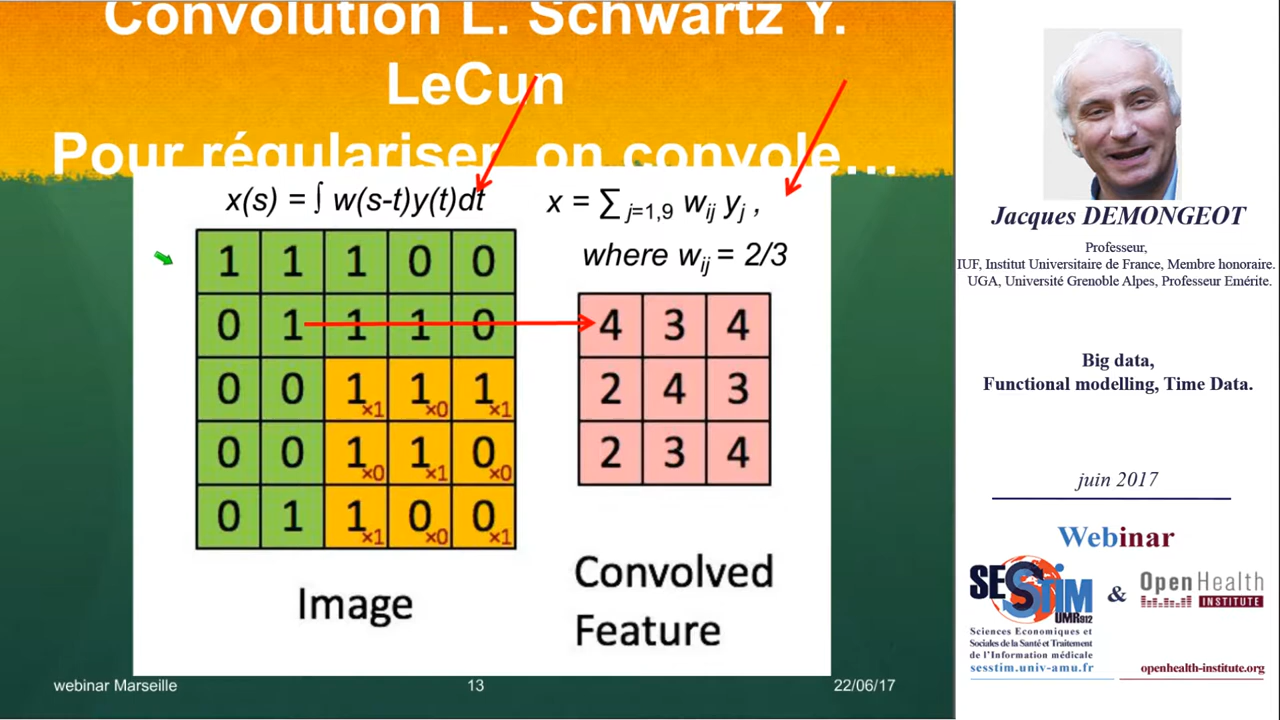 Convolution L. Schwartz Y.
LeCun
Pour régulariser, on convole…
x(s) = ∫ w(s-t)y(t)dt
x = ∑ j=1,9 wij yj ,
where wij = 2/3
1 1 1 0 0
0 1 1 1 0
0 0 1×1 1×0 1×1
0 0 1×0 1×1 0×0
0 1 1×1 0×0 0×1
Image
4 3 4
2 4 3
2 3 4
Convolved
Feature
webinar Marseille
13
22/06/17
Jacques DEMONGEOT
Professeur,
IUF, Institut Universitaire de France, Membre honoraire.
UGA, Université Grenoble Alpes, Professeur Emérite.
Big data,
Functional modelling, Time Data.
juin 2017
Webinar
SESSTIM
UMR912
Sciences Economiques et
Sociales de la Santé et Traitement
de l'Information médicale
sesstim.univ-amu.fr
&
OpenHealth
INSTITUTE
openhealth-institute.org